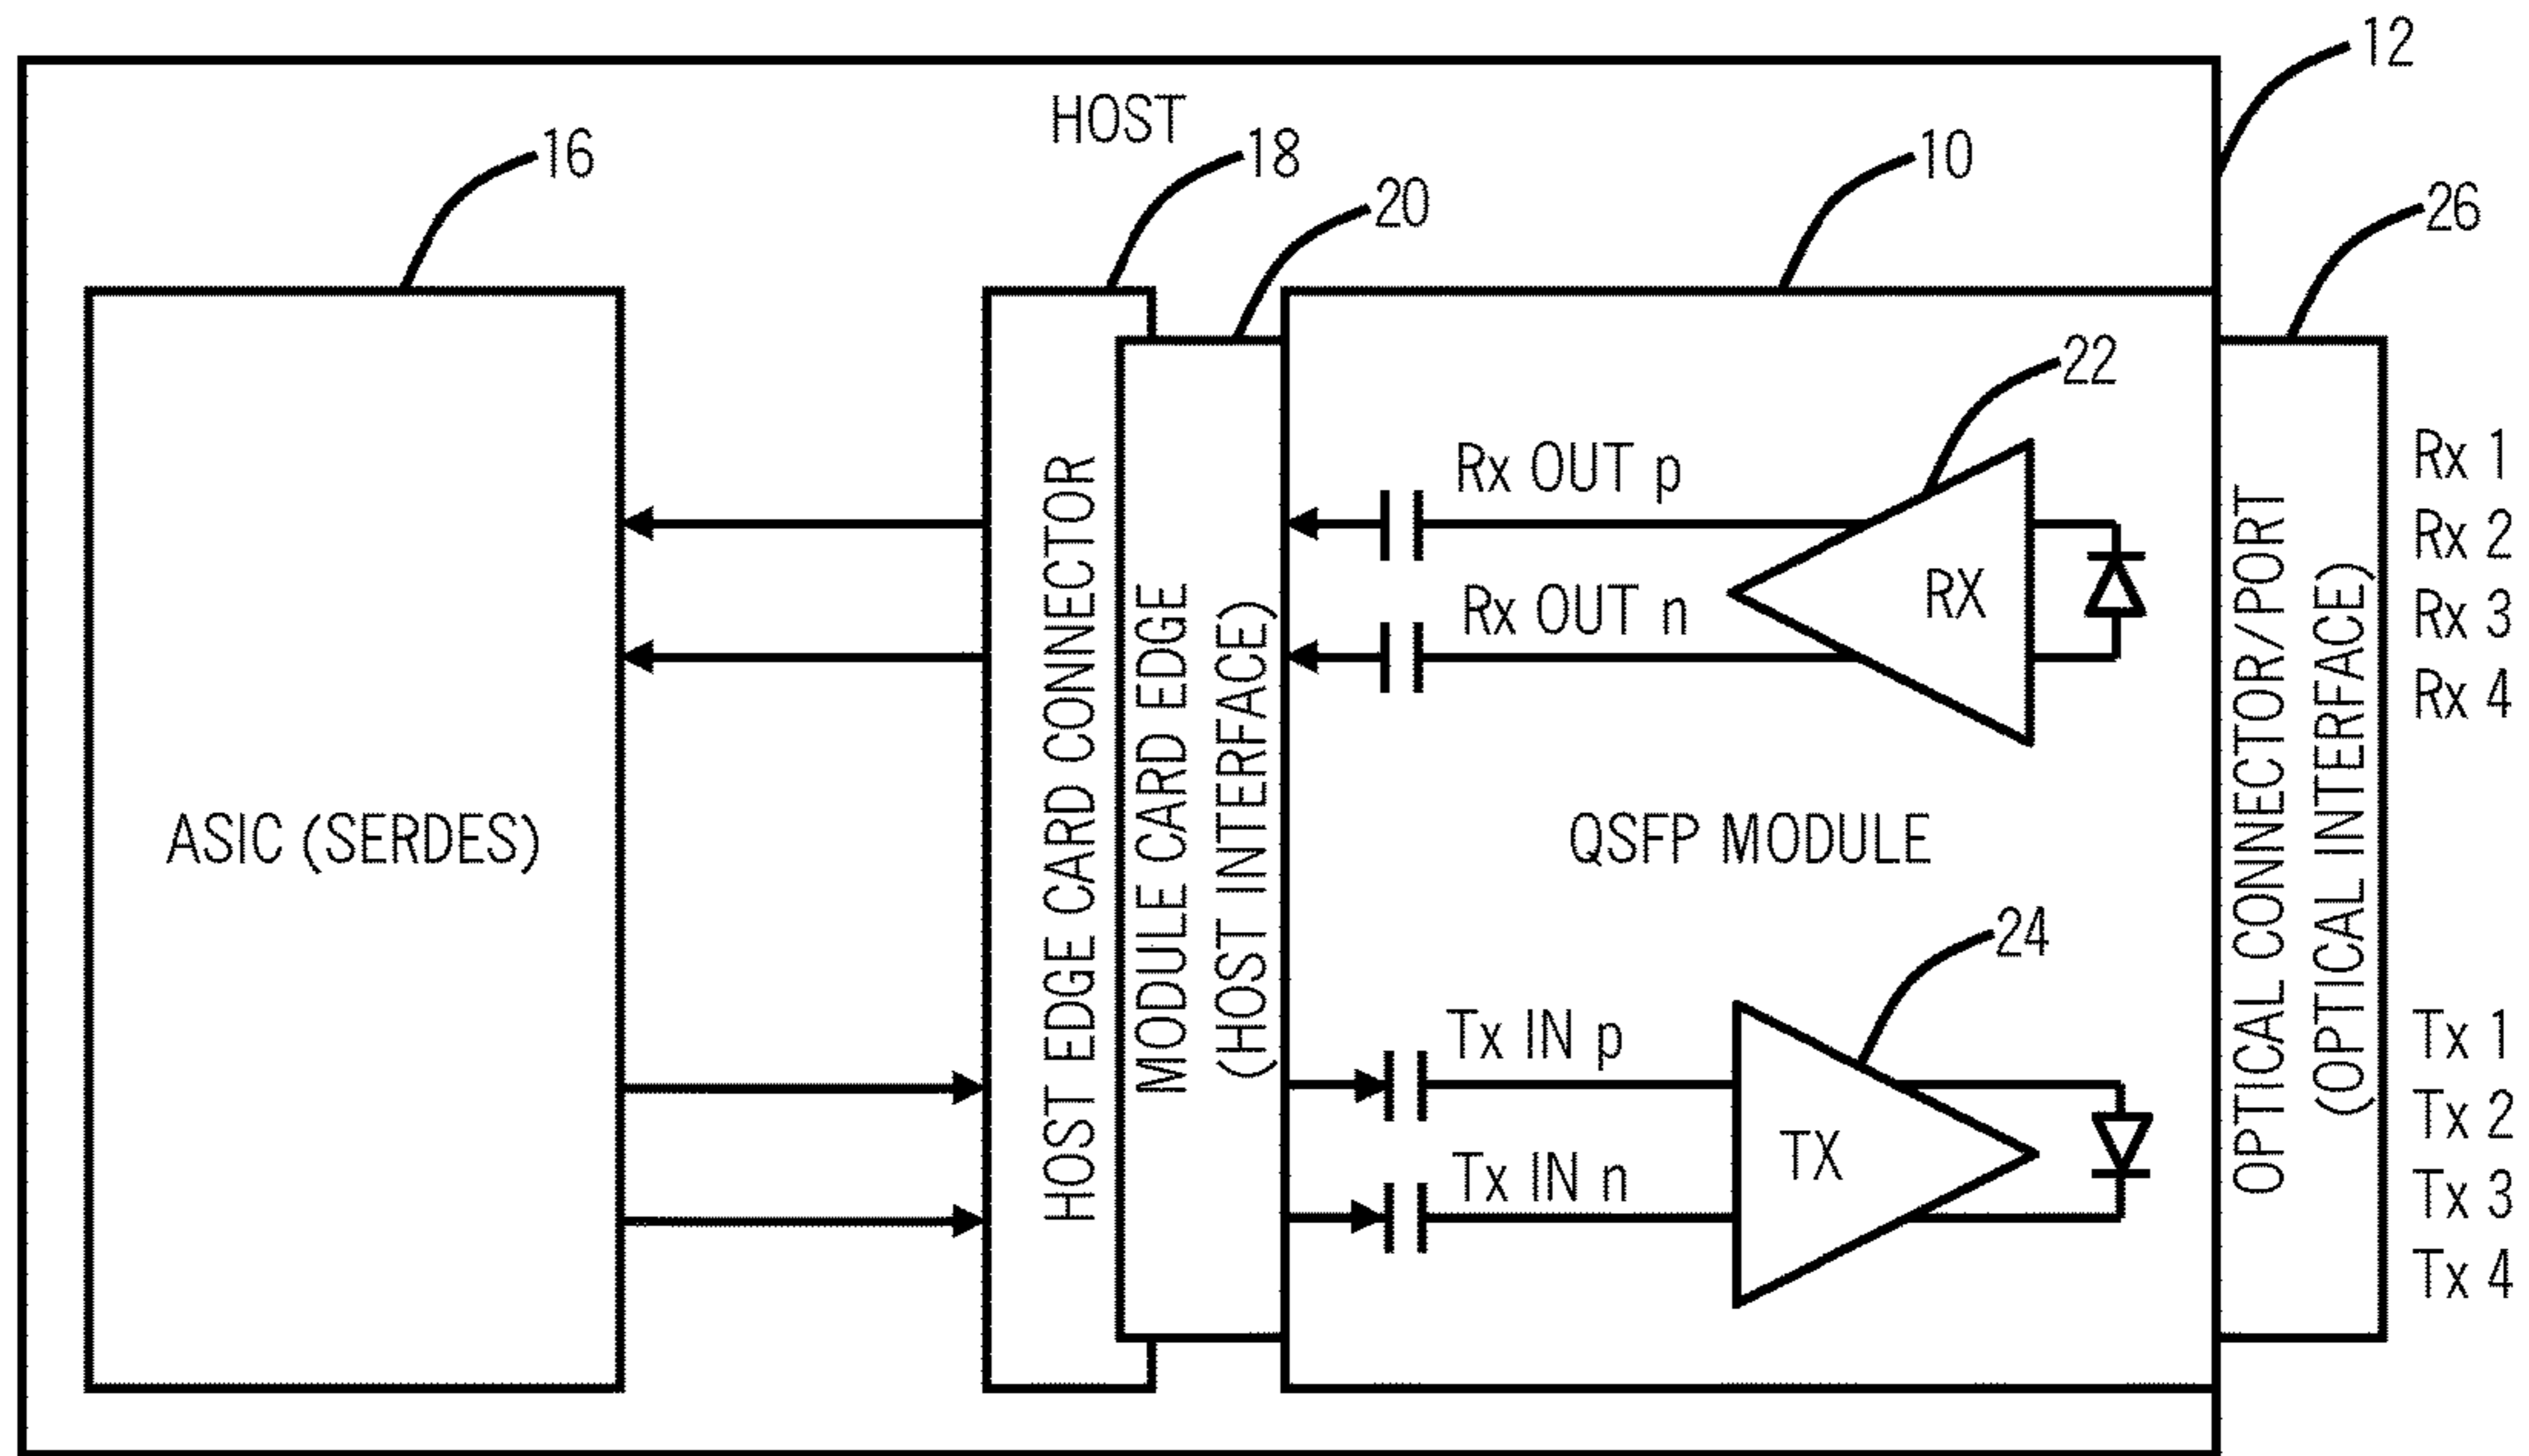 12
HOST
16
18
10
20
26
22
Rx OUT p
Rx 1
Rx 2
RX
Rx OUT n
Rx 3
Rx 4
ASIC (SERDES)
HOST EDGE CARD CONNECTOR
MODULE CARD EDGE
(HOST INTERFACE)
QSFP MODULE
OPTICAL CONNECTOR/PORT
(OPTICAL INTERFACE)
24
Tx IN p
Tx 1
Tx 2
TX
Tx IN n
Tx 3
Tx 4